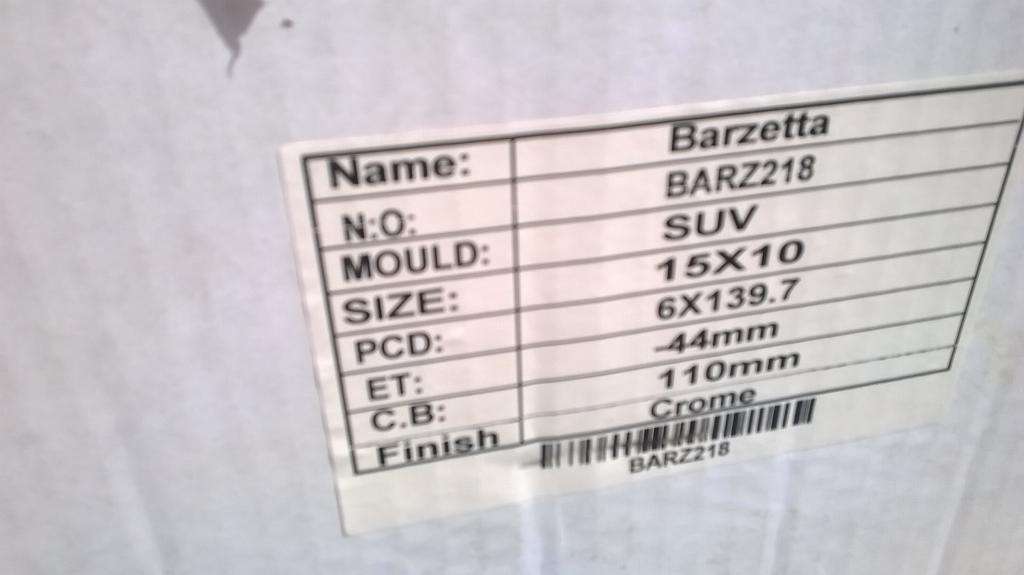 Name: Barzetta
N:O: BARZ218
MOULD: SUV
SIZE: 15X10
PCD: 6X139.7
ET: -44mm
C.B: 110mm
Finish Crome
BARZ218